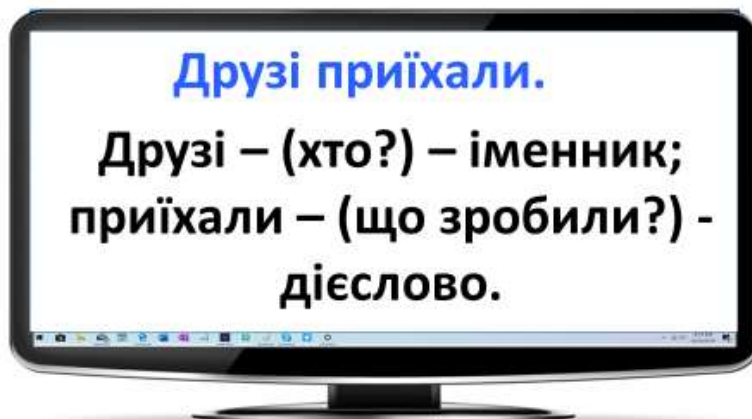 Друзі приїхали.
Друзі – (хто?) – іменник;
приїхали – (що зробили?) -
дієслово.